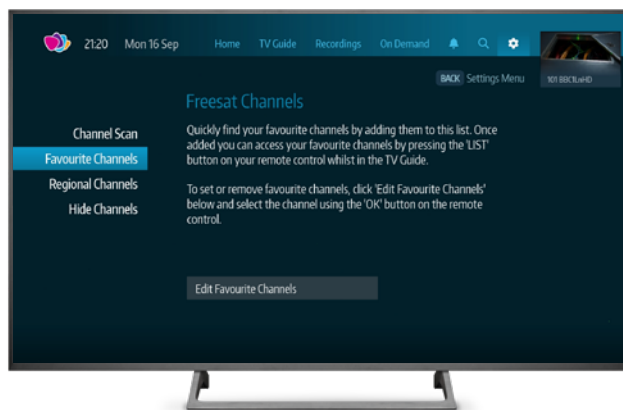 21:20 Mon 16 Sep Home TV Guide Recordings On Demand
BACK Settings Menu
101 BBC1LnHD
Freesat Channels
Channel Scan
Favourite Channels
Regional Channels
Hide Channels
Quickly find your favourite channels by adding them to this list. Once
added you can access your favourite channels by pressing the 'LIST'
button on your remote control whilst in the TV Guide.
To set or remove favourite channels, click 'Edit Favourite Channels'
below and select the channel using the 'OK' button on the remote
control.
Edit Favourite Channels